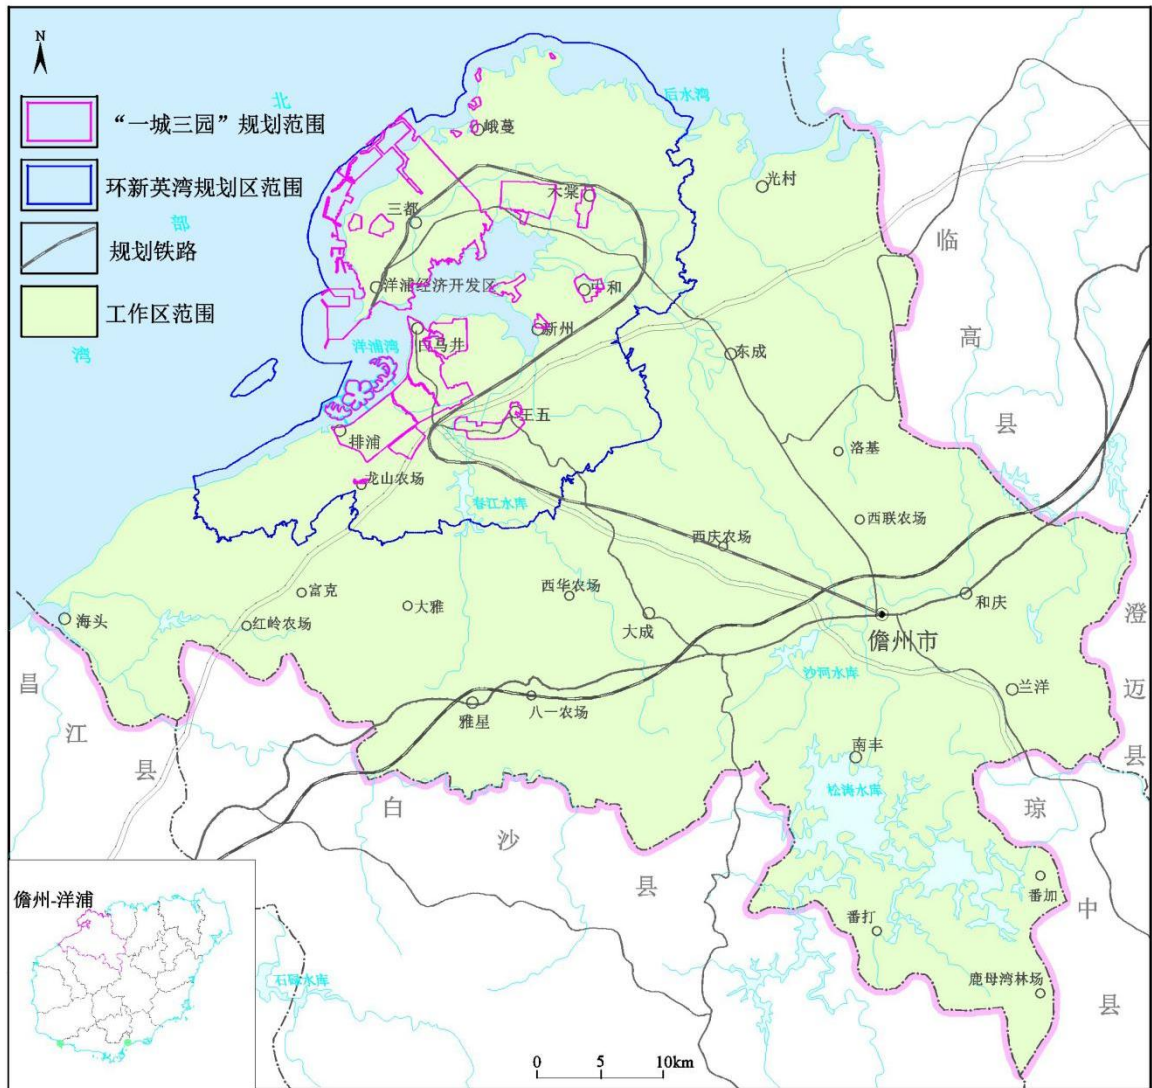 N
北
部
湾
“一城三园”规划范围
环新英湾规划区范围
规划铁路
工作区范围
后水湾
峨蔓
光村
木棠
三都
临
高
县
洋浦经济开发区
干和
新州
白马井
洋浦湾
东成
王五
排浦
洛基
龙山农场
春江水库
西联农场
西庆农场
西华农场
富克
大雅
和庆
海头
红岭农场
大成
儋州市
澄
迈
县
沙河水库
昌
江
县
兰洋
雅星
八一农场
南丰
松涛水库
白
沙
县
琼
中
县
儋州-洋浦
番加
番打
石碌水库
鹿母湾林场
0 5 10km